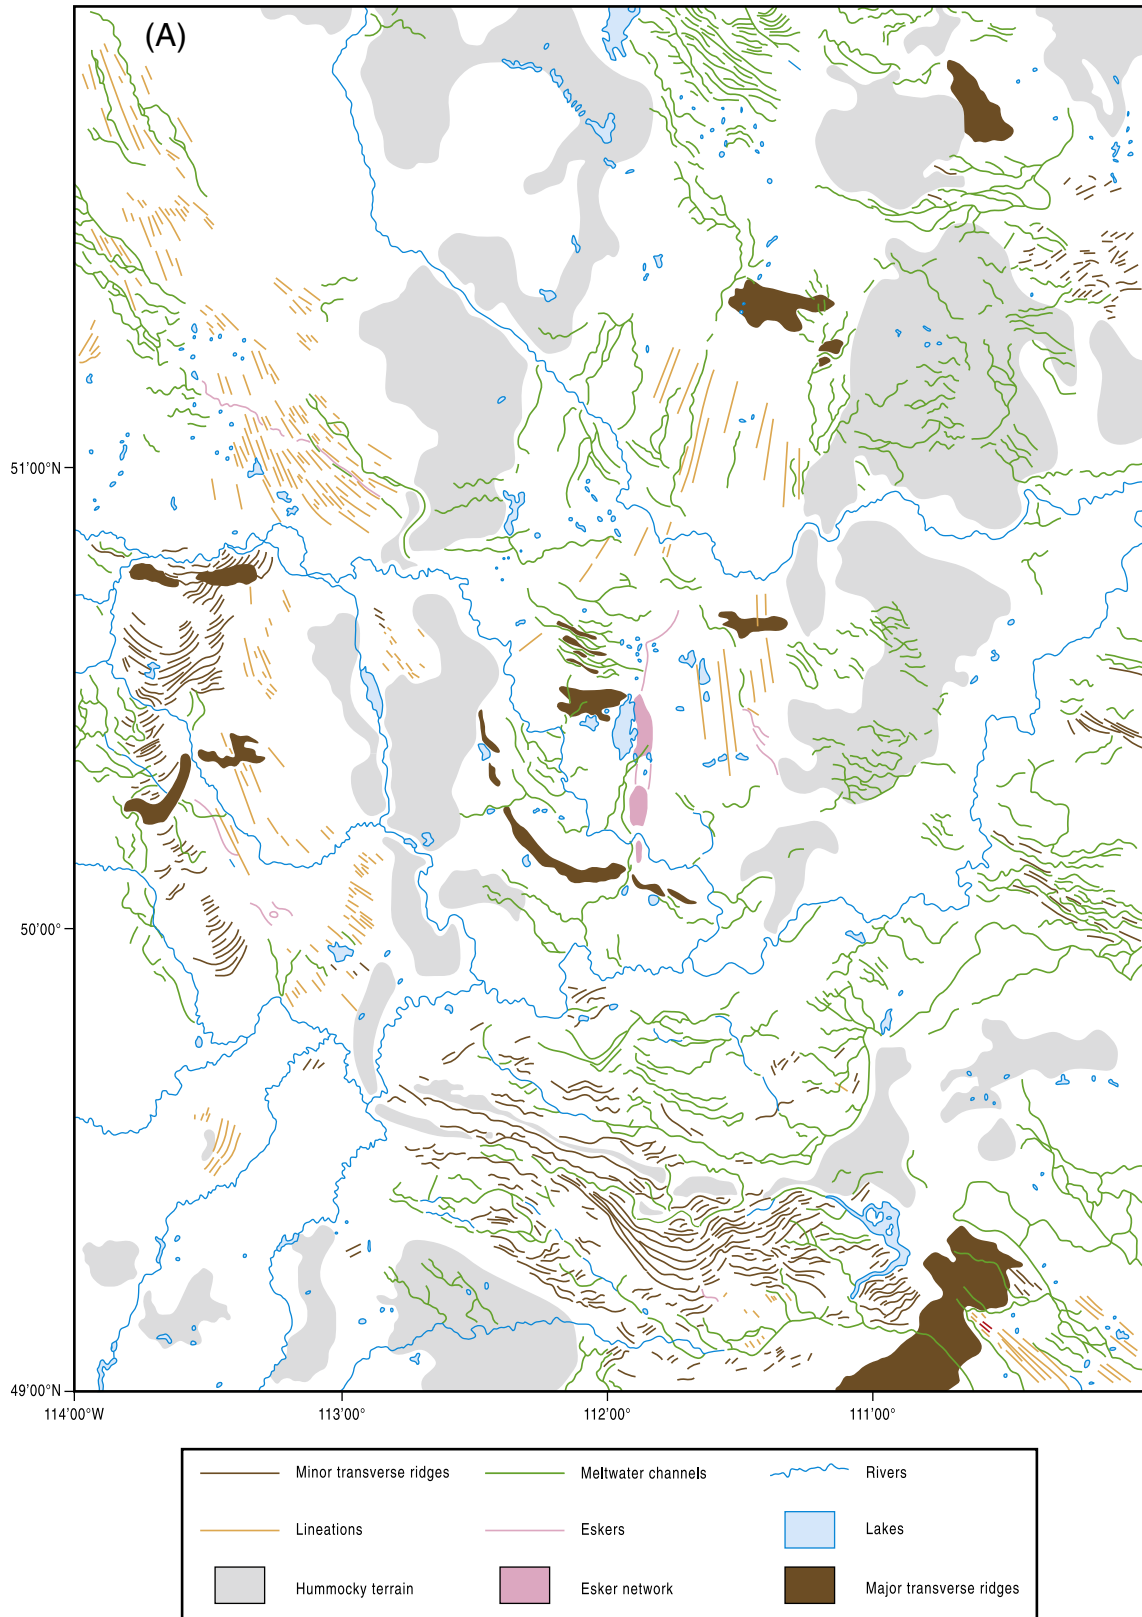 (A)
51'00"N
50'00°
49'00"N
114'00"W
113'00"
112'00"
111'00"
Minor transverse ridges
Meltwater channels
Rivers
Lineations
Eskers
Lakes
Hummocky terrain
Esker network
Major transverse ridges